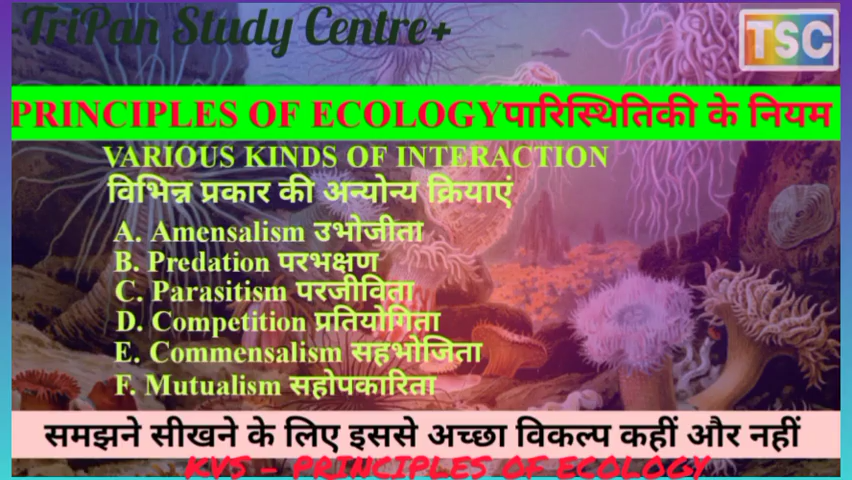 TriPan Study Centre+
TSC
PRINCIPLES OF ECOLOGYपारिस्थितिकी के नियम
VARIOUS KINDS OF INTERACTION
विभिन्न प्रकार की अन्योन्य क्रियाएं
A. Amensalism उभोजीता
B. Predation परभक्षण
C. Parasitism परजीविता
D. Competition प्रतियोगिता
E. Commensalism सहभोजिता
F. Mutualism सहोपकारिता
समझने सीखने के लिए इससे अच्छा विकल्प कहीं और नहीं
KVS - PRINCIPLES OF ECOLOGY